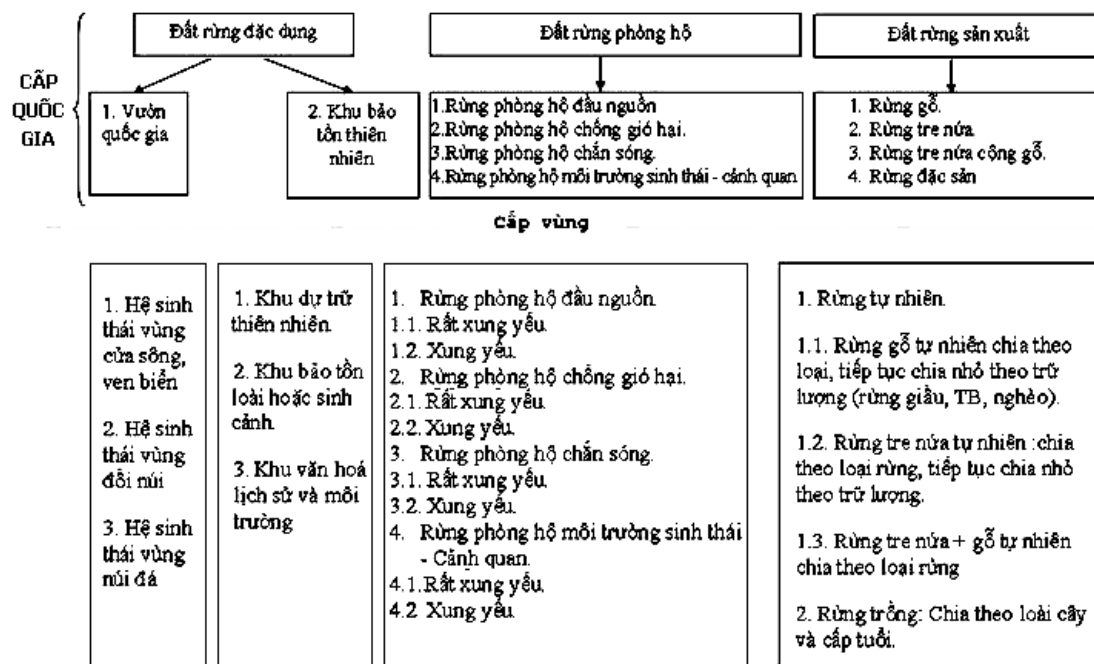 Đất rừng đặc dụng
Đất rừng phòng hộ
Đất rừng sản xuất
CẤP
QUỐC
GIA
1. Vườn
quốc gia
2. Khu bảo
tồn thiên
nhiên
1.Rừng phòng hộ đầu nguồn
2.Rừng phòng hộ chống gió hại.
3.Rừng phòng hộ chắn sóng.
4.Rừng phòng hộ môi trường sinh thái - cảnh quan
1. Rừng gỗ.
2. Rừng tre nứa
3. Rừng tre nứa cộng gỗ.
4. Rừng đặc sản
Cấp vùng
1. Hệ sinh
thái vùng
cửa sông,
ven biển
2. Hệ sinh
thái vùng
đồi núi
3. Hệ sinh
thái vùng
núi đá
1. Khu dự trữ
thiên nhiên.
2. Khu bảo tồn
loài hoặc sinh
cảnh.
3. Khu văn hoá
lịch sử và môi
trường
1. Rừng phòng hộ đầu nguồn.
1.1. Rất xung yếu.
1.2. Xung yếu.
2. Rừng phòng hộ chống gió hại.
2.1. Rất xung yếu.
2.2. Xung yếu.
3. Rừng phòng hộ chắn sóng.
3.1. Rất xung yếu.
3.2. Xung yếu.
4. Rừng phòng hộ môi trường sinh thái
- Cảnh quan.
4.1.Rất xung yếu.
4.2 Xung yếu.
1. Rừng tự nhiên.
1.1. Rừng gỗ tự nhiên chia theo
loại, tiếp tục chia nhỏ theo trữ
lượng (rừng giầu, TB, nghèo).
1.2. Rừng tre nứa tự nhiên :chia
theo loại rừng, tiếp tục chia nhỏ
theo trữ lượng.
1.3. Rừng tre nứa + gỗ tự nhiên
chia theo loại rừng
2. Rừng trồng: Chia theo loài cây
và cấp tuổi.